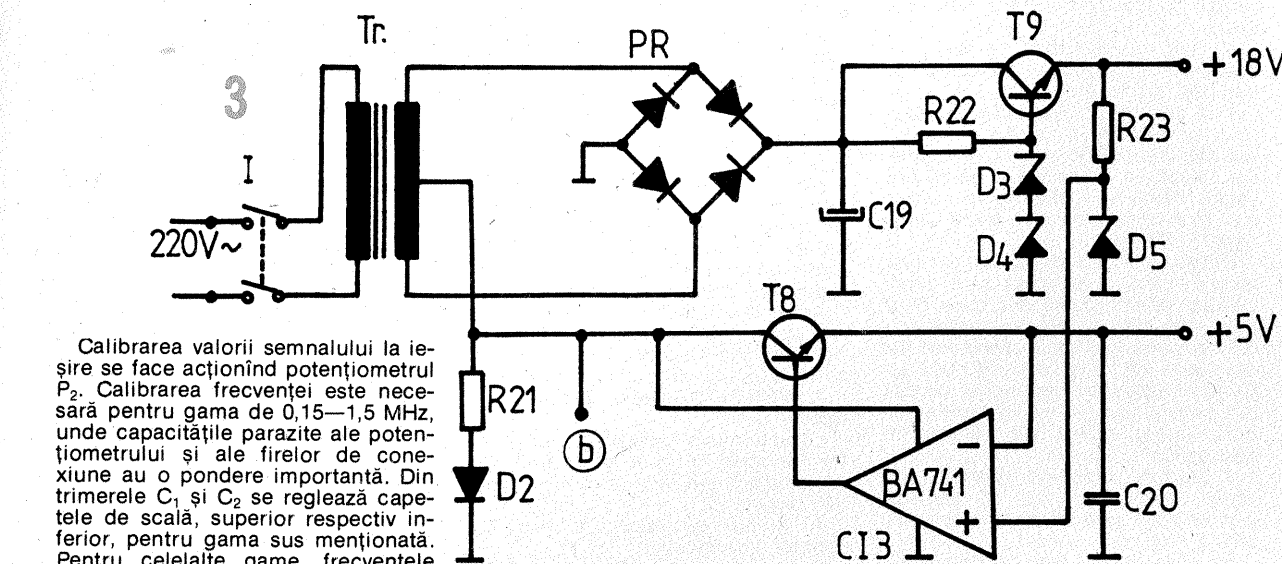 Tr.
PR
T9
3
+18V
R22
R23
I
D3
C19
220V~
D4
D5
T8
+5V
Calibrarea valorii semnalului la ie-
șire se face acționînd potențiometrul
P₂. Calibrarea frecvenței este nece-
sară pentru gama de 0,15—1,5 MHz,
unde capacitățile parazite ale poten-
țiometrului și ale firelor de cone-
xiune au o pondere importantă. Din
trimerele C₁ și C₂ se reglează cape-
tele de scală, superior respectiv in-
ferior, pentru gama sus menționată.
Pentru celelalte game, frecvențele
R21
b
D2
−
BA741
+
C20
CI3